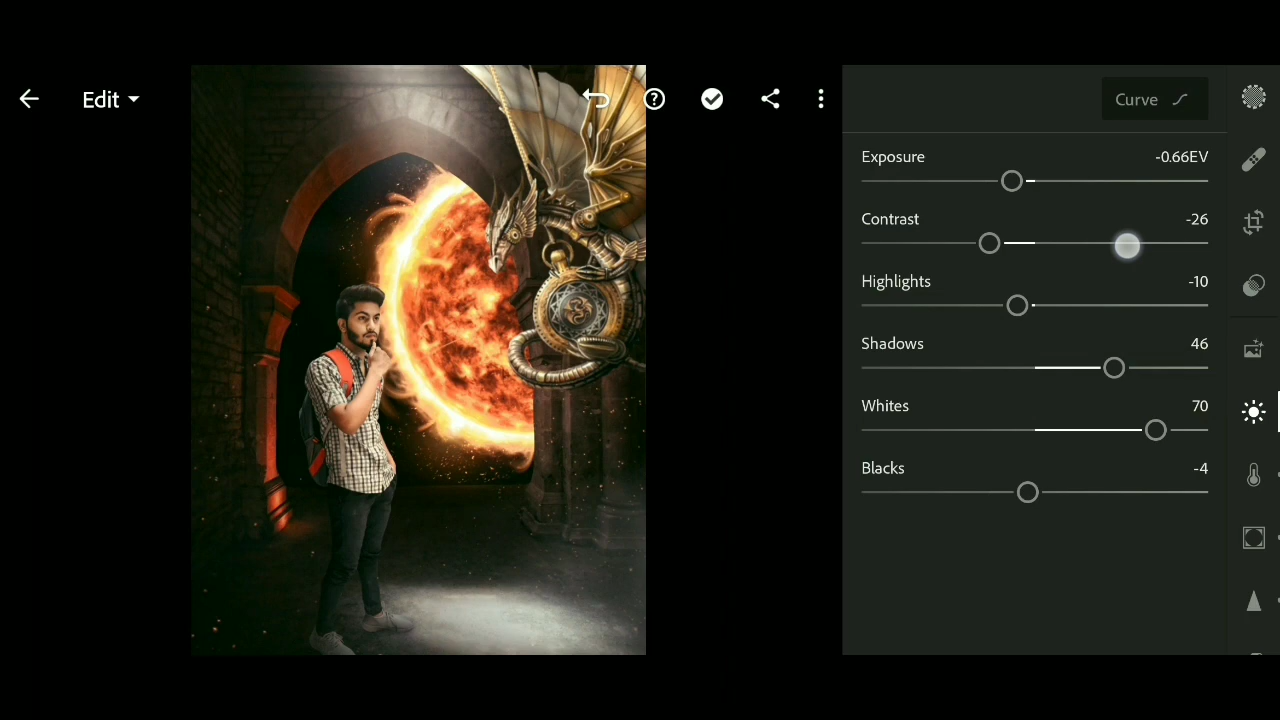 Edit
Curve
Exposure -0.66EV
Contrast -26
Highlights -10
Shadows 46
Whites 70
Blacks -4